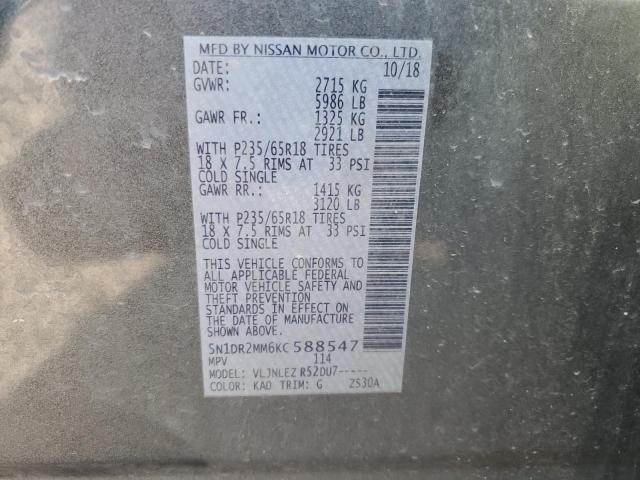 MFD BY NISSAN MOTOR CO., LTD.
DATE: 10/18
GVWR: 2715 KG
5986 LB
GAWR FR.: 1325 KG
2921 LB
WITH P235/65R18 TIRES
18 X 7.5 RIMS AT 33 PSI
COLD SINGLE
GAWR RR.: 1415 KG
3120 LB
WITH P235/65R18 TIRES
18 X 7.5 RIMS AT 33 PSI
COLD SINGLE
THIS VEHICLE CONFORMS TO
ALL APPLICABLE FEDERAL
MOTOR VEHICLE SAFETY AND
THEFT PREVENTION
STANDARDS IN EFFECT ON
THE DATE OF MANUFACTURE
SHOWN ABOVE.
5N1DR2MM6KC588547
MPV 114
MODEL: VLJNLEZ R52DU7-----
COLOR: KAD TRIM: G ZS30A